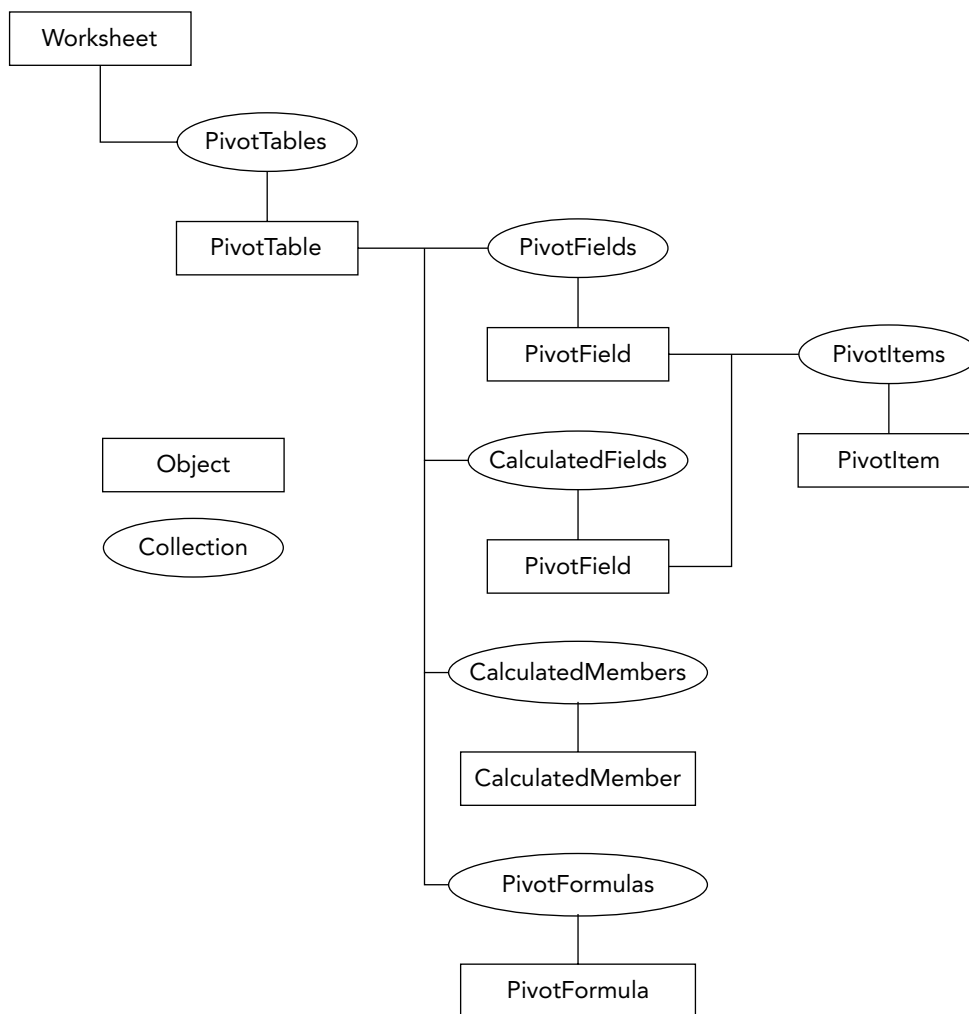 Worksheet
PivotTables
PivotTable
PivotFields
PivotField
PivotItems
PivotItem
Object
Collection
CalculatedFields
PivotField
CalculatedMembers
CalculatedMember
PivotFormulas
PivotFormula